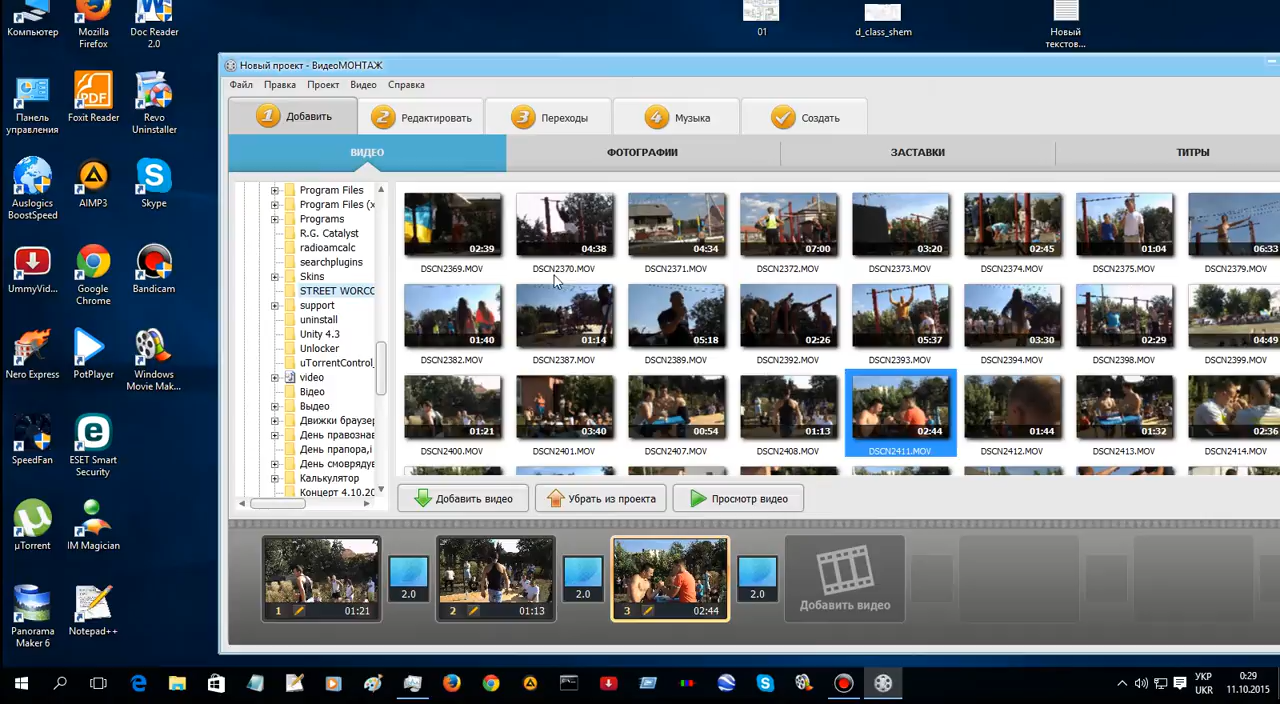 Компьютер
Mozilla
Firefox
Doc Reader
2.0
01
d_class_shem
Новый
текстов...
Панель
управления
Foxit Reader
Revo
Uninstaller
Auslogics
BoostSpeed
AIMP3
Skype
UmmyVid...
Google
Chrome
Bandicam
Nero Express
PotPlayer
Windows
Movie Mak...
SpeedFan
ESET Smart
Security
µTorrent
IM Magician
Panorama
Maker 6
Notepad++
Новый проект - ВидеоМОНТАЖ
Файл Правка Проект Видео Справка
1 Добавить 2 Редактировать 3 Переходы 4 Музыка Создать
ВИДЕО ФОТОГРАФИИ ЗАСТАВКИ ТИТРЫ
Program Files
Program Files (x
Programs
R.G. Catalyst
radioamcalc
searchplugins
Skins
STREET WORCO
support
uninstall
Unity 4.3
Unlocker
uTorrentControl_
video
Відео
Выдео
Движки браузер
День правознав
День прапора,і
День смоврядув
Калькулятор
Концерт 4.10.20
02:39 04:38 04:34 07:00 03:20 02:45 01:04 06:33
DSCN2369.MOV DSCN2370.MOV DSCN2371.MOV DSCN2372.MOV DSCN2373.MOV DSCN2374.MOV DSCN2375.MOV DSCN2379.MOV
01:40 01:14 05:18 02:26 05:37 03:30 02:29 04:49
DSCN2382.MOV DSCN2387.MOV DSCN2389.MOV DSCN2392.MOV DSCN2393.MOV DSCN2394.MOV DSCN2398.MOV DSCN2399.MOV
01:21 03:40 00:54 01:13 02:44 01:44 01:32 02:36
DSCN2400.MOV DSCN2401.MOV DSCN2407.MOV DSCN2408.MOV DSCN2411.MOV DSCN2412.MOV DSCN2413.MOV DSCN2414.MOV
Добавить видео Убрать из проекта Просмотр видео
1 01:21 2.0 2 01:13 2.0 3 02:44 2.0 Добавить видео
УКР
UKR
0:29
11.10.2015